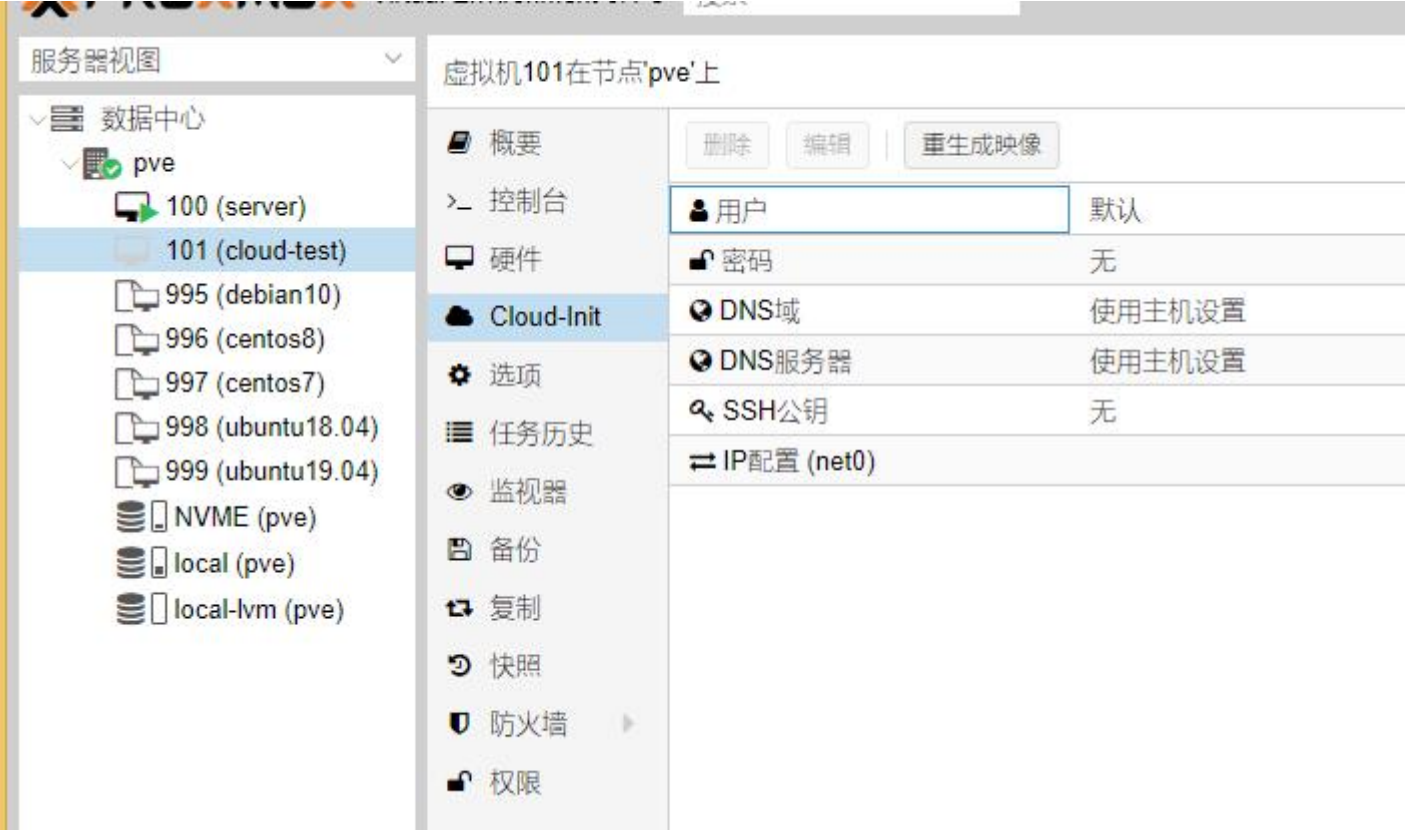 服务器视图
数据中心
pve
100 (server)
101 (cloud-test)
995 (debian10)
996 (centos8)
997 (centos7)
998 (ubuntu18.04)
999 (ubuntu19.04)
NVME (pve)
local (pve)
local-lvm (pve)
虚拟机101在节点'pve'上
概要
控制台
硬件
Cloud-Init
选项
任务历史
监视器
备份
复制
快照
防火墙
权限
删除 编辑 重生成映像
用户 默认
密码 无
DNS域 使用主机设置
DNS服务器 使用主机设置
SSH公钥 无
IP配置 (net0)